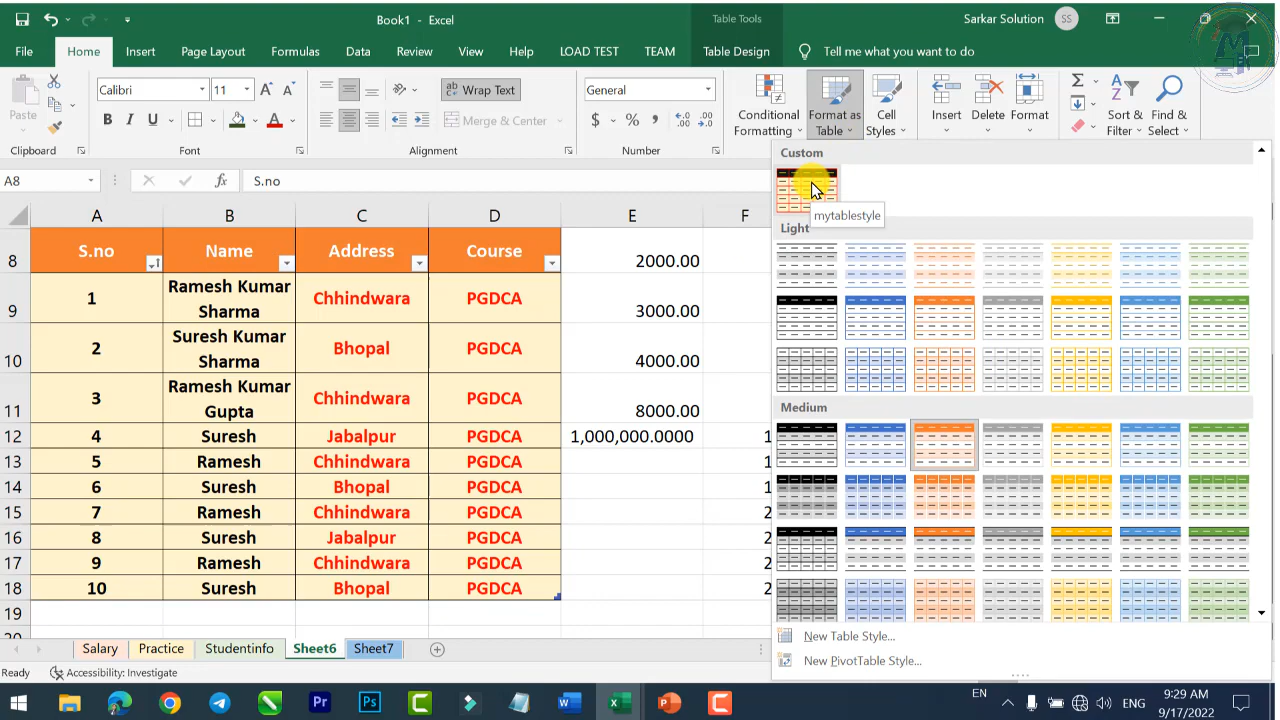 Book1 - Excel
Table Tools
Sarkar Solution
SS
File
Home
Insert
Page Layout
Formulas
Data
Review
View
Help
LOAD TEST
TEAM
Table Design
Tell me what you want to do
Paste
Calibri
11
B I U
A A
A
ab Wrap Text
Merge & Center
General
$ % ,
Conditional
Formatting
Format as
Table
Cell
Styles
Insert
Delete
Format
Sort &
Filter
Find &
Select
Clipboard
Font
Alignment
Number
A8
fx
S.no
Custom
mytablestyle
Light
Medium
New Table Style...
New PivotTable Style...
A B C D E F
8 S.no Name Address Course 2000.00
9 1 Ramesh Kumar Sharma Chhindwara PGDCA 3000.00
10 2 Suresh Kumar Sharma Bhopal PGDCA 4000.00
11 3 Ramesh Kumar Gupta Chhindwara PGDCA 8000.00
12 4 Suresh Jabalpur PGDCA 1,000,000.0000 1
13 5 Ramesh Chhindwara PGDCA 1
14 6 Suresh Bhopal PGDCA 1
15 7 Ramesh Chhindwara PGDCA 2
16 8 Suresh Jabalpur PGDCA 2
17 9 Ramesh Chhindwara PGDCA 2
18 10 Suresh Bhopal PGDCA 2
19
Salary
Practice
Studentinfo
Sheet6
Sheet7
Ready
Accessibility: Investigate
EN
ENG
9:29 AM
9/17/2022